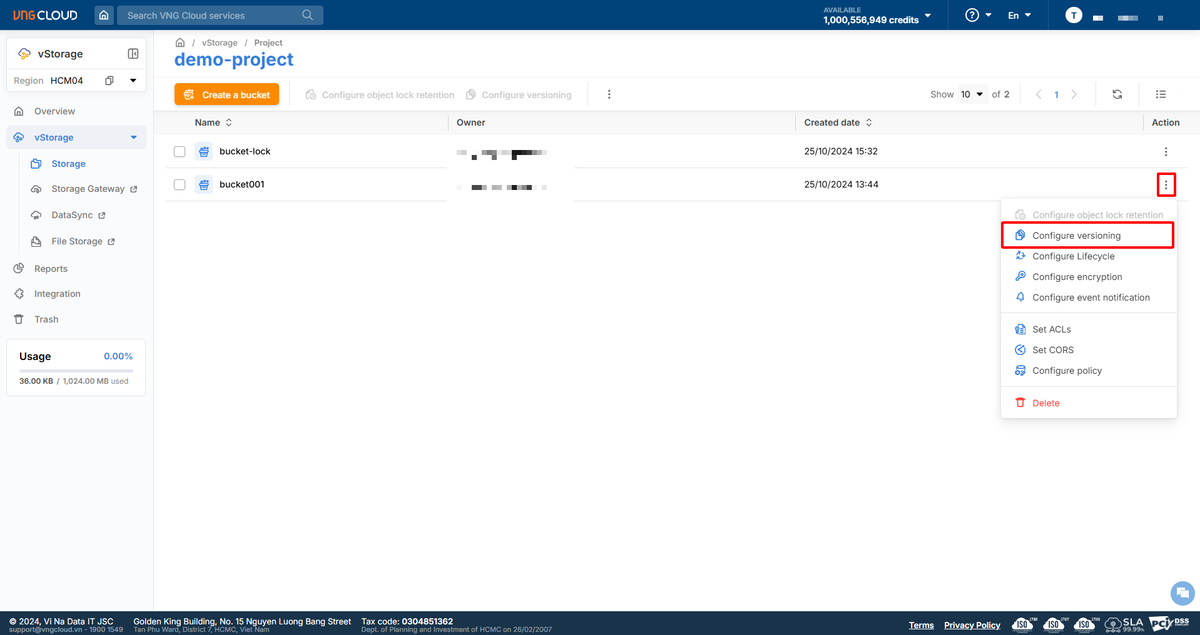 VNG CLOUD
Search VNG Cloud services
AVAILABLE
1,000,556,949 credits
En
T
vStorage
Region HCM04
Overview
vStorage
Storage
Storage Gateway
DataSync
File Storage
Reports
Integration
Trash
Usage 0.00%
36.00 KB / 1,024.00 MB used
/ vStorage / Project
demo-project
Create a bucket
Configure object lock retention
Configure versioning
Show 10 of 2
1
Name Owner Created date Action
bucket-lock 25/10/2024 15:32
bucket001 25/10/2024 13:44
Configure object lock retention
Configure versioning
Configure Lifecycle
Configure encryption
Configure event notification
Set ACLs
Set CORS
Configure policy
Delete
© 2024, Vi Na Data IT JSC
support@vngcloud.vn - 1900 1549
Golden King Building, No. 15 Nguyen Luong Bang Street
Tan Phu Ward, District 7, HCMC, Viet Nam
Tax code: 0304851362
Dept. of Planning and Investment of HCMC on 26/02/2007
Terms
Privacy Policy
ISO
ISO
ISO
SLA
99.99%
PCI DSS